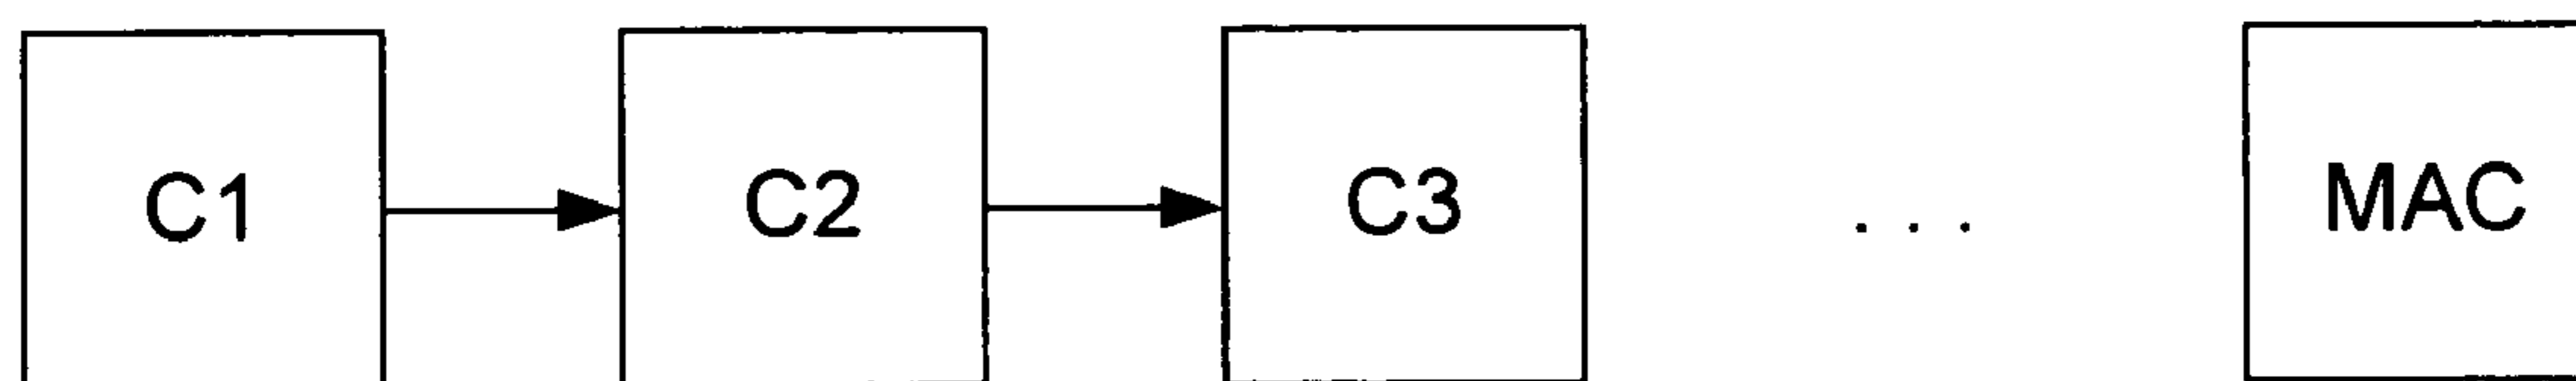 C1 C2 C3 . . . MAC